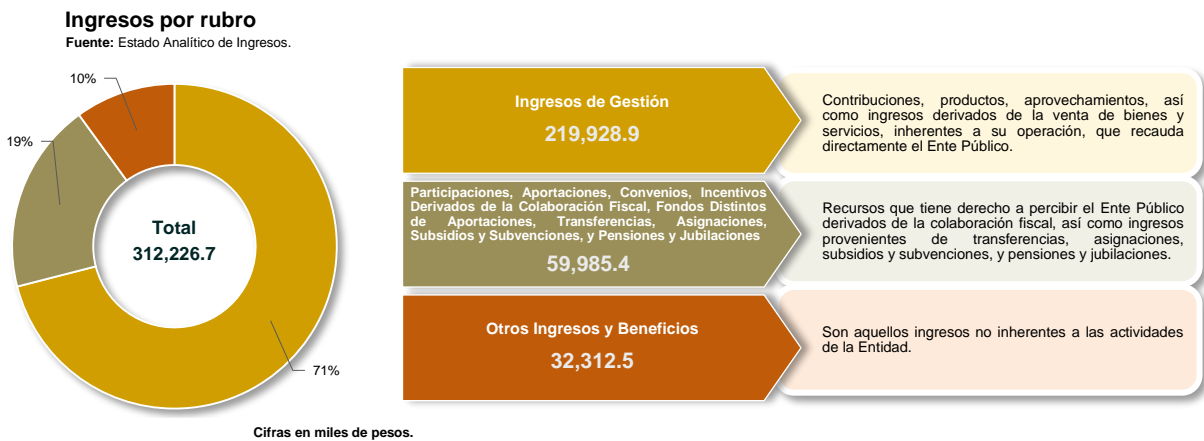 Ingresos por rubro
Fuente: Estado Analítico de Ingresos.
10%
19%
71%
Total
312,226.7
Ingresos de Gestión
219,928.9
Contribuciones, productos, aprovechamientos, así
como ingresos derivados de la venta de bienes y
servicios, inherentes a su operación, que recauda
directamente el Ente Público.
Participaciones, Aportaciones, Convenios, Incentivos
Derivados de la Colaboración Fiscal, Fondos Distintos
de Aportaciones, Transferencias, Asignaciones,
Subsidios y Subvenciones, y Pensiones y Jubilaciones
59,985.4
Recursos que tiene derecho a percibir el Ente Público
derivados de la colaboración fiscal, así como ingresos
provenientes de transferencias, asignaciones,
subsidios y subvenciones, y pensiones y jubilaciones.
Otros Ingresos y Beneficios
32,312.5
Son aquellos ingresos no inherentes a las actividades
de la Entidad.
Cifras en miles de pesos.